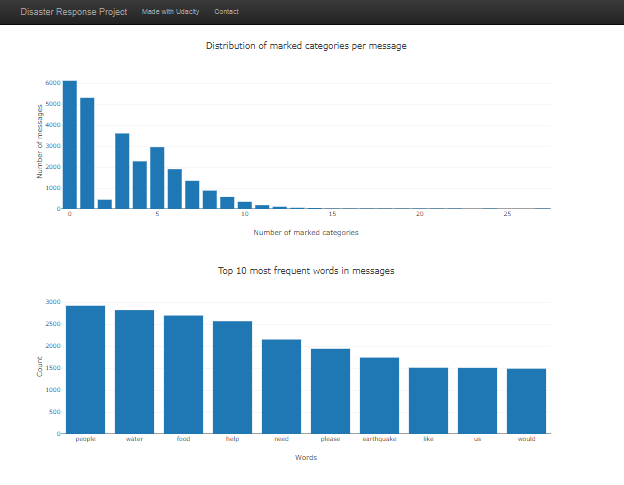 Disaster Response Project Made with Udacity Contact
Distribution of marked categories per message
6000
5000
4000
3000
2000
1000
0
Number of messages
0 5 10 15 20 25
Number of marked categories
Top 10 most frequent words in messages
3000
2500
2000
1500
1000
500
0
Count
people water food help need please earthquake like us would
Words